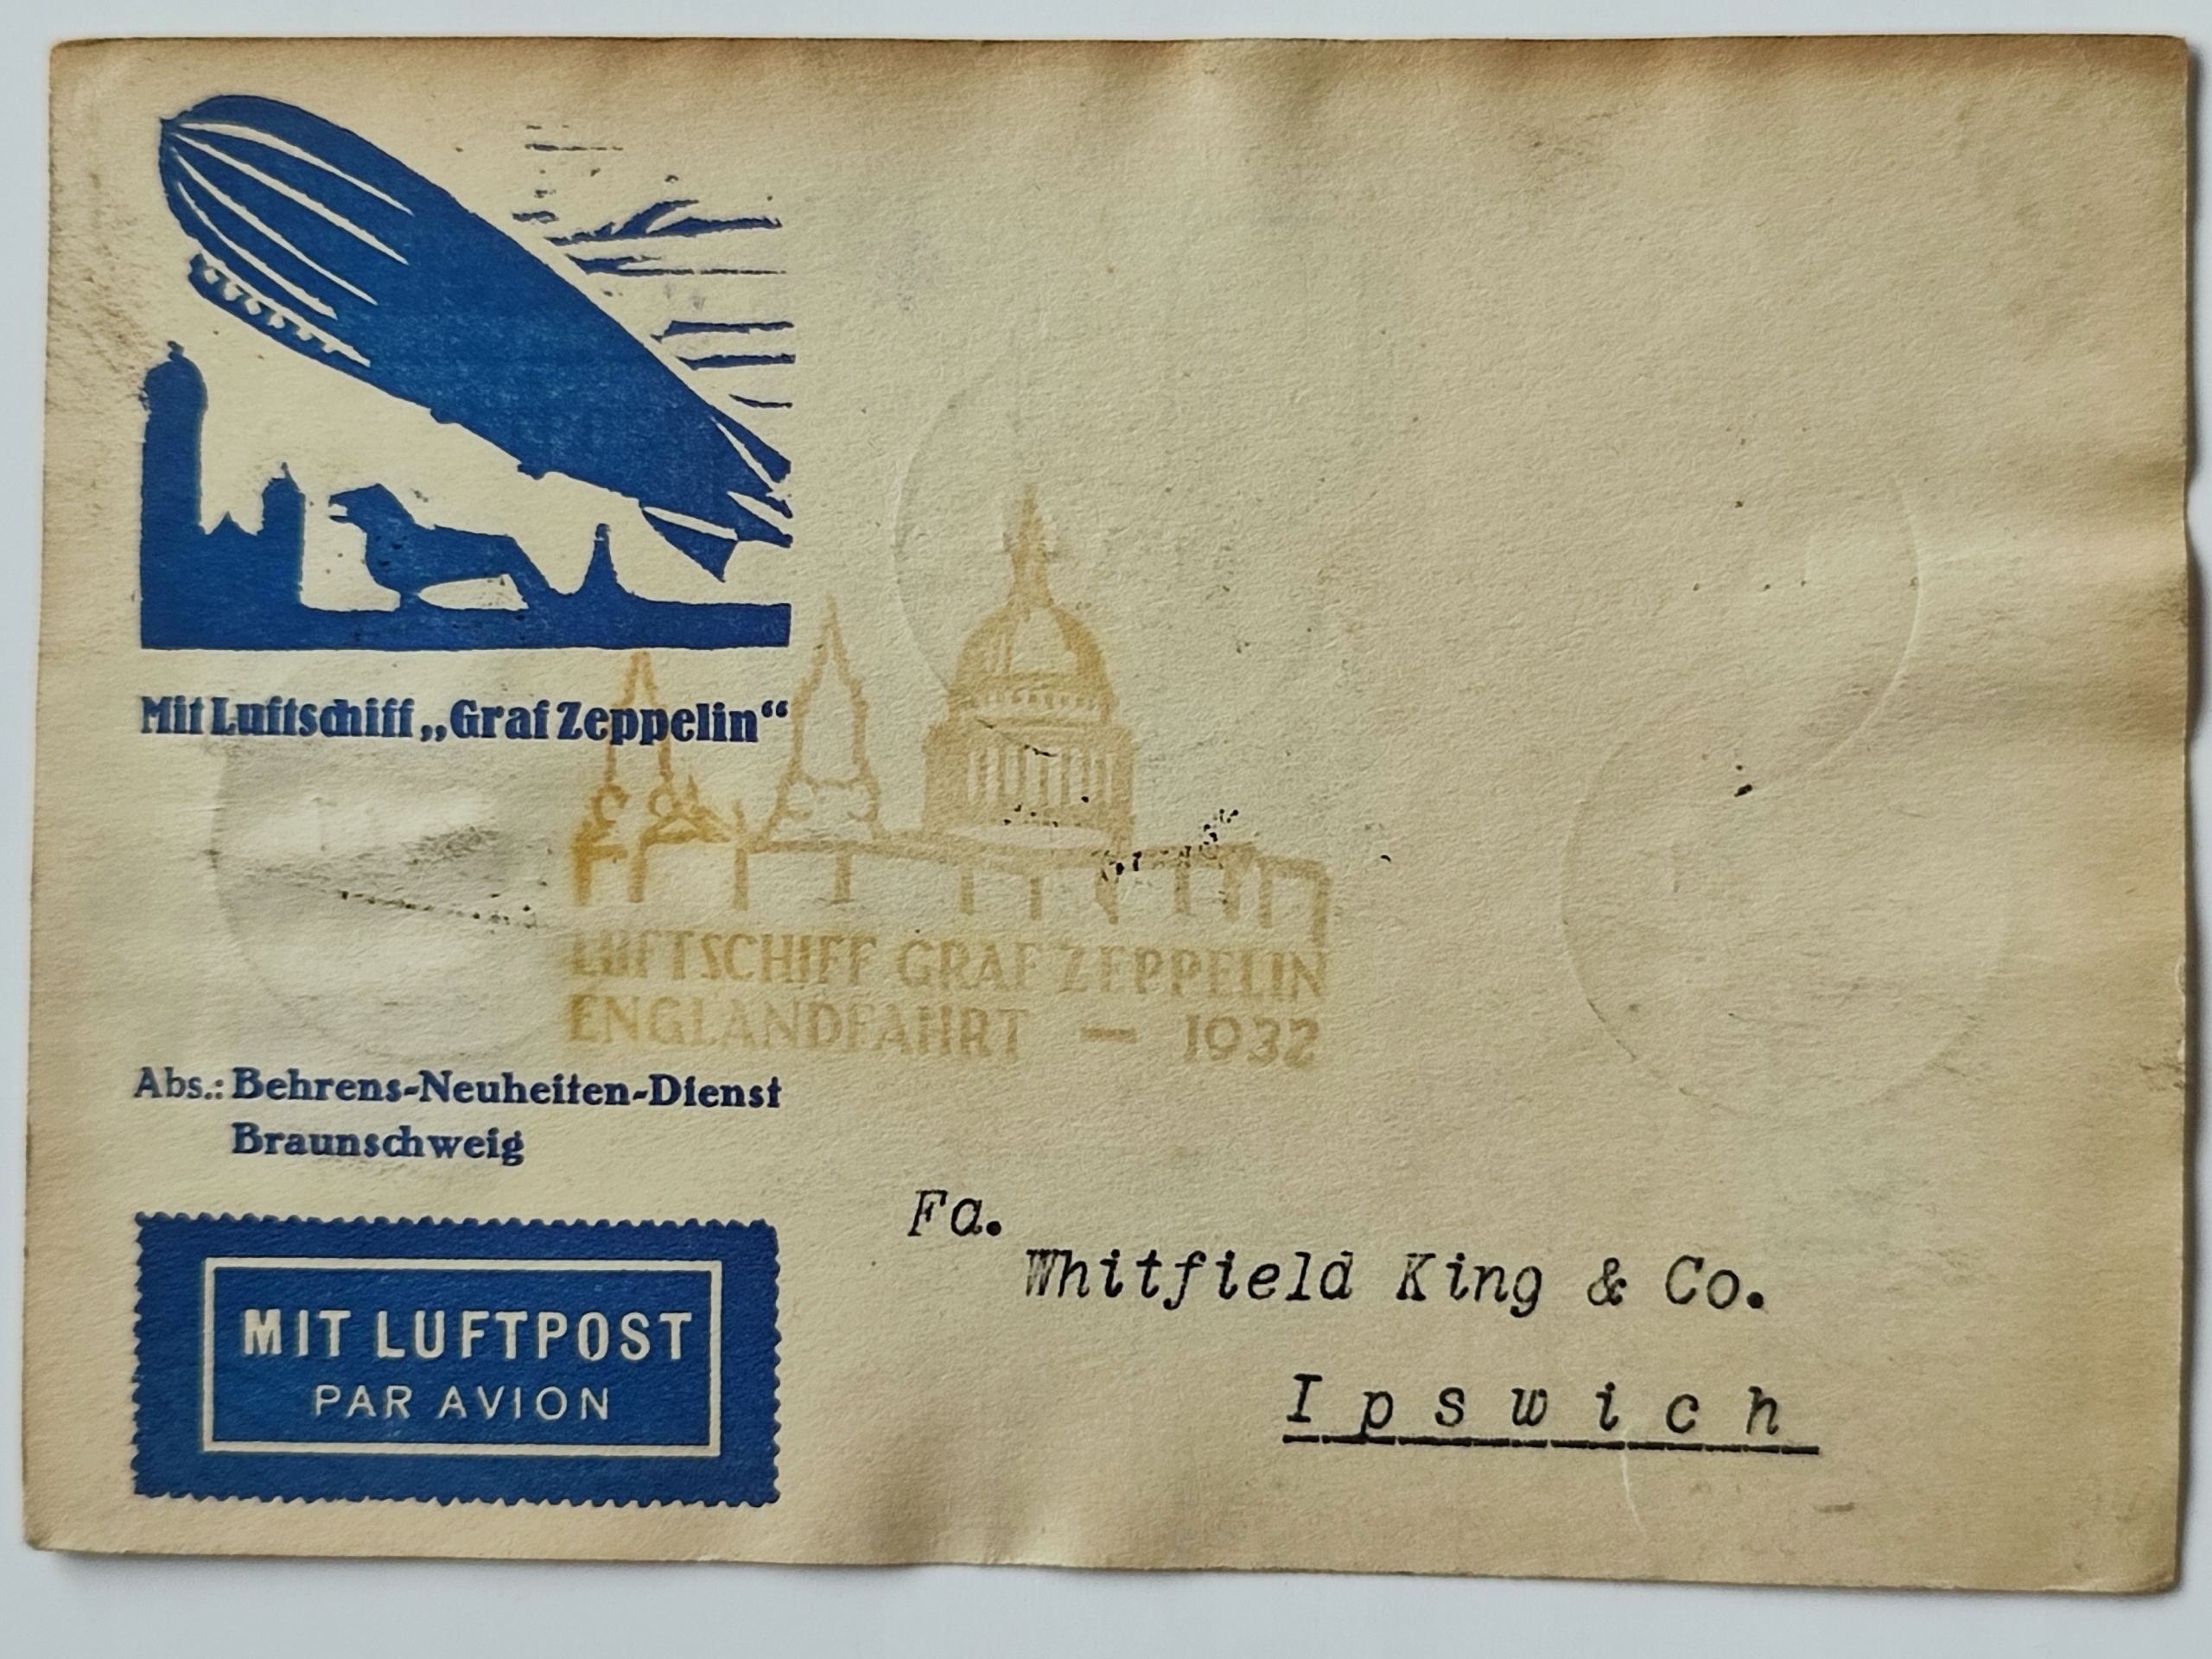 Mit Luftschiff „Graf Zeppelin“
LUFTSCHIFF GRAF ZEPPELIN
ENGLANDFAHRT — 1932
Abs.: Behrens-Neuheiten-Dienst
Braunschweig
Fa.
Whitfield King & Co.
Ipswich
MIT LUFTPOST
PAR AVION